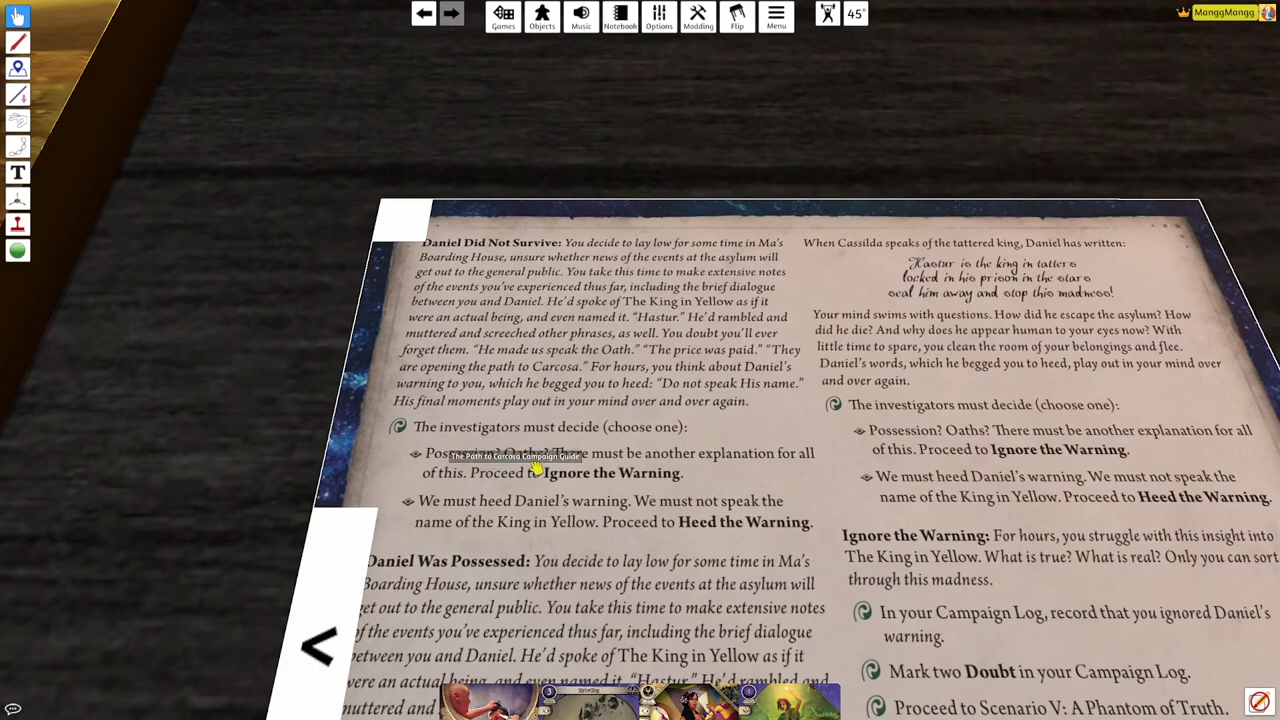 Games
Objects
Music
Notebook
Options
Modding
Flip
Menu
45°
ManggMangg
T
Daniel Did Not Survive: You decide to lay low for some time in Ma's
Boarding House, unsure whether news of the events at the asylum will
get out to the general public. You take this time to make extensive notes
of the events you've experienced thus far, including the brief dialogue
between you and Daniel. He'd spoke of The King in Yellow as if it
were an actual being, and even named it. "Hastur." He'd rambled and
muttered and screeched other phrases, as well. You doubt you'll ever
forget them. "He made us speak the Oath." "The price was paid." "They
are opening the path to Carcosa." For hours, you think about Daniel's
warning to you, which he begged you to heed: "Do not speak His name."
His final moments play out in your mind over and over again.
The investigators must decide (choose one):
Possession? Oaths? There must be another explanation for all
The Path to Carcosa Campaign Guide
of this. Proceed to Ignore the Warning.
We must heed Daniel's warning. We must not speak the
name of the King in Yellow. Proceed to Heed the Warning.
Daniel Was Possessed: You decide to lay low for some time in Ma's
Boarding House, unsure whether news of the events at the asylum will
get out to the general public. You take this time to make extensive notes
of the events you've experienced thus far, including the brief dialogue
between you and Daniel. He'd spoke of The King in Yellow as if it
were an actual being, and even named it. "Hastur." He'd rambled and
muttered and
<
When Cassilda speaks of the tattered king, Daniel has written:
Hastur is the king in tatters
locked in his prison in the stars
seal him away and stop this madness!
Your mind swims with questions. How did he escape the asylum? How
did he die? And why does he appear human to your eyes now? With
little time to spare, you clean the room of your belongings and flee.
Daniel's words, which he begged you to heed, play out in your mind over
and over again.
The investigators must decide (choose one):
Possession? Oaths? There must be another explanation for all
of this. Proceed to Ignore the Warning.
We must heed Daniel's warning. We must not speak the
name of the King in Yellow. Proceed to Heed the Warning.
Ignore the Warning: For hours, you struggle with this insight into
The King in Yellow. What is true? What is real? Only you can sort
through this madness.
In your Campaign Log, record that you ignored Daniel's
warning.
Mark two Doubt in your Campaign Log.
Proceed to Scenario V: A Phantom of Truth.